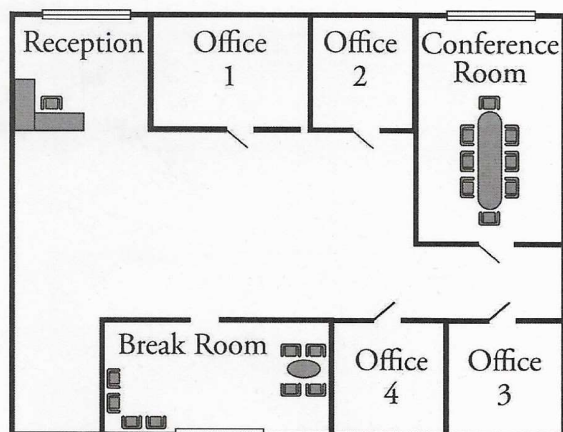 Reception
Office
1
Office
2
Conference
Room
Break Room
Office
4
Office
3